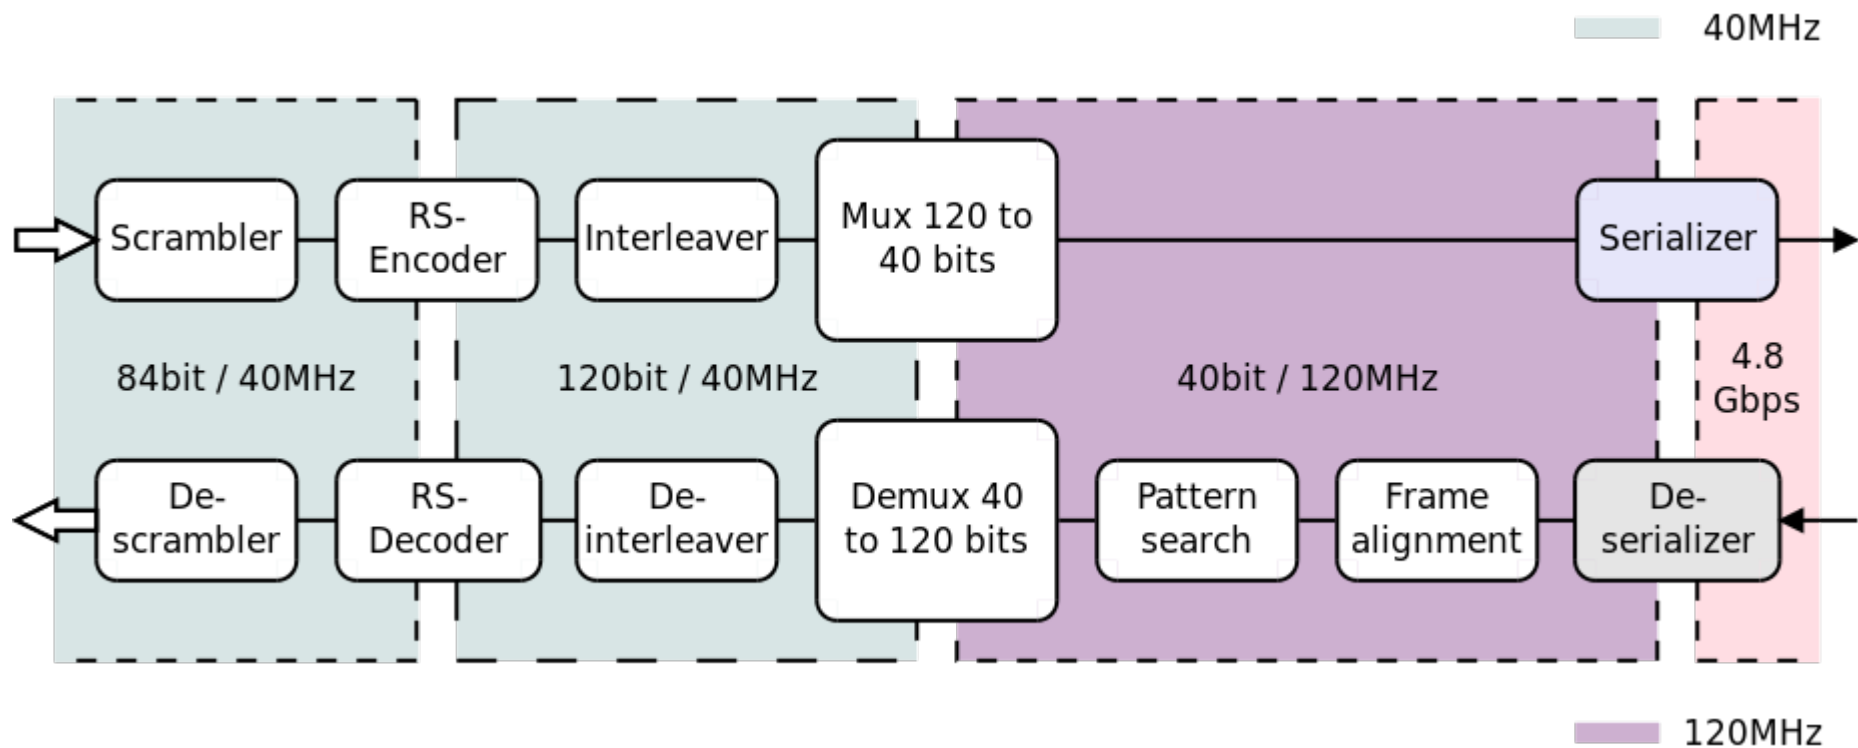 40MHz
Scrambler
RS-
Encoder
Interleaver
Mux 120 to
40 bits
Serializer
84bit / 40MHz
120bit / 40MHz
40bit / 120MHz
4.8
Gbps
De-
scrambler
RS-
Decoder
De-
interleaver
Demux 40
to 120 bits
Pattern
search
Frame
alignment
De-
serializer
120MHz